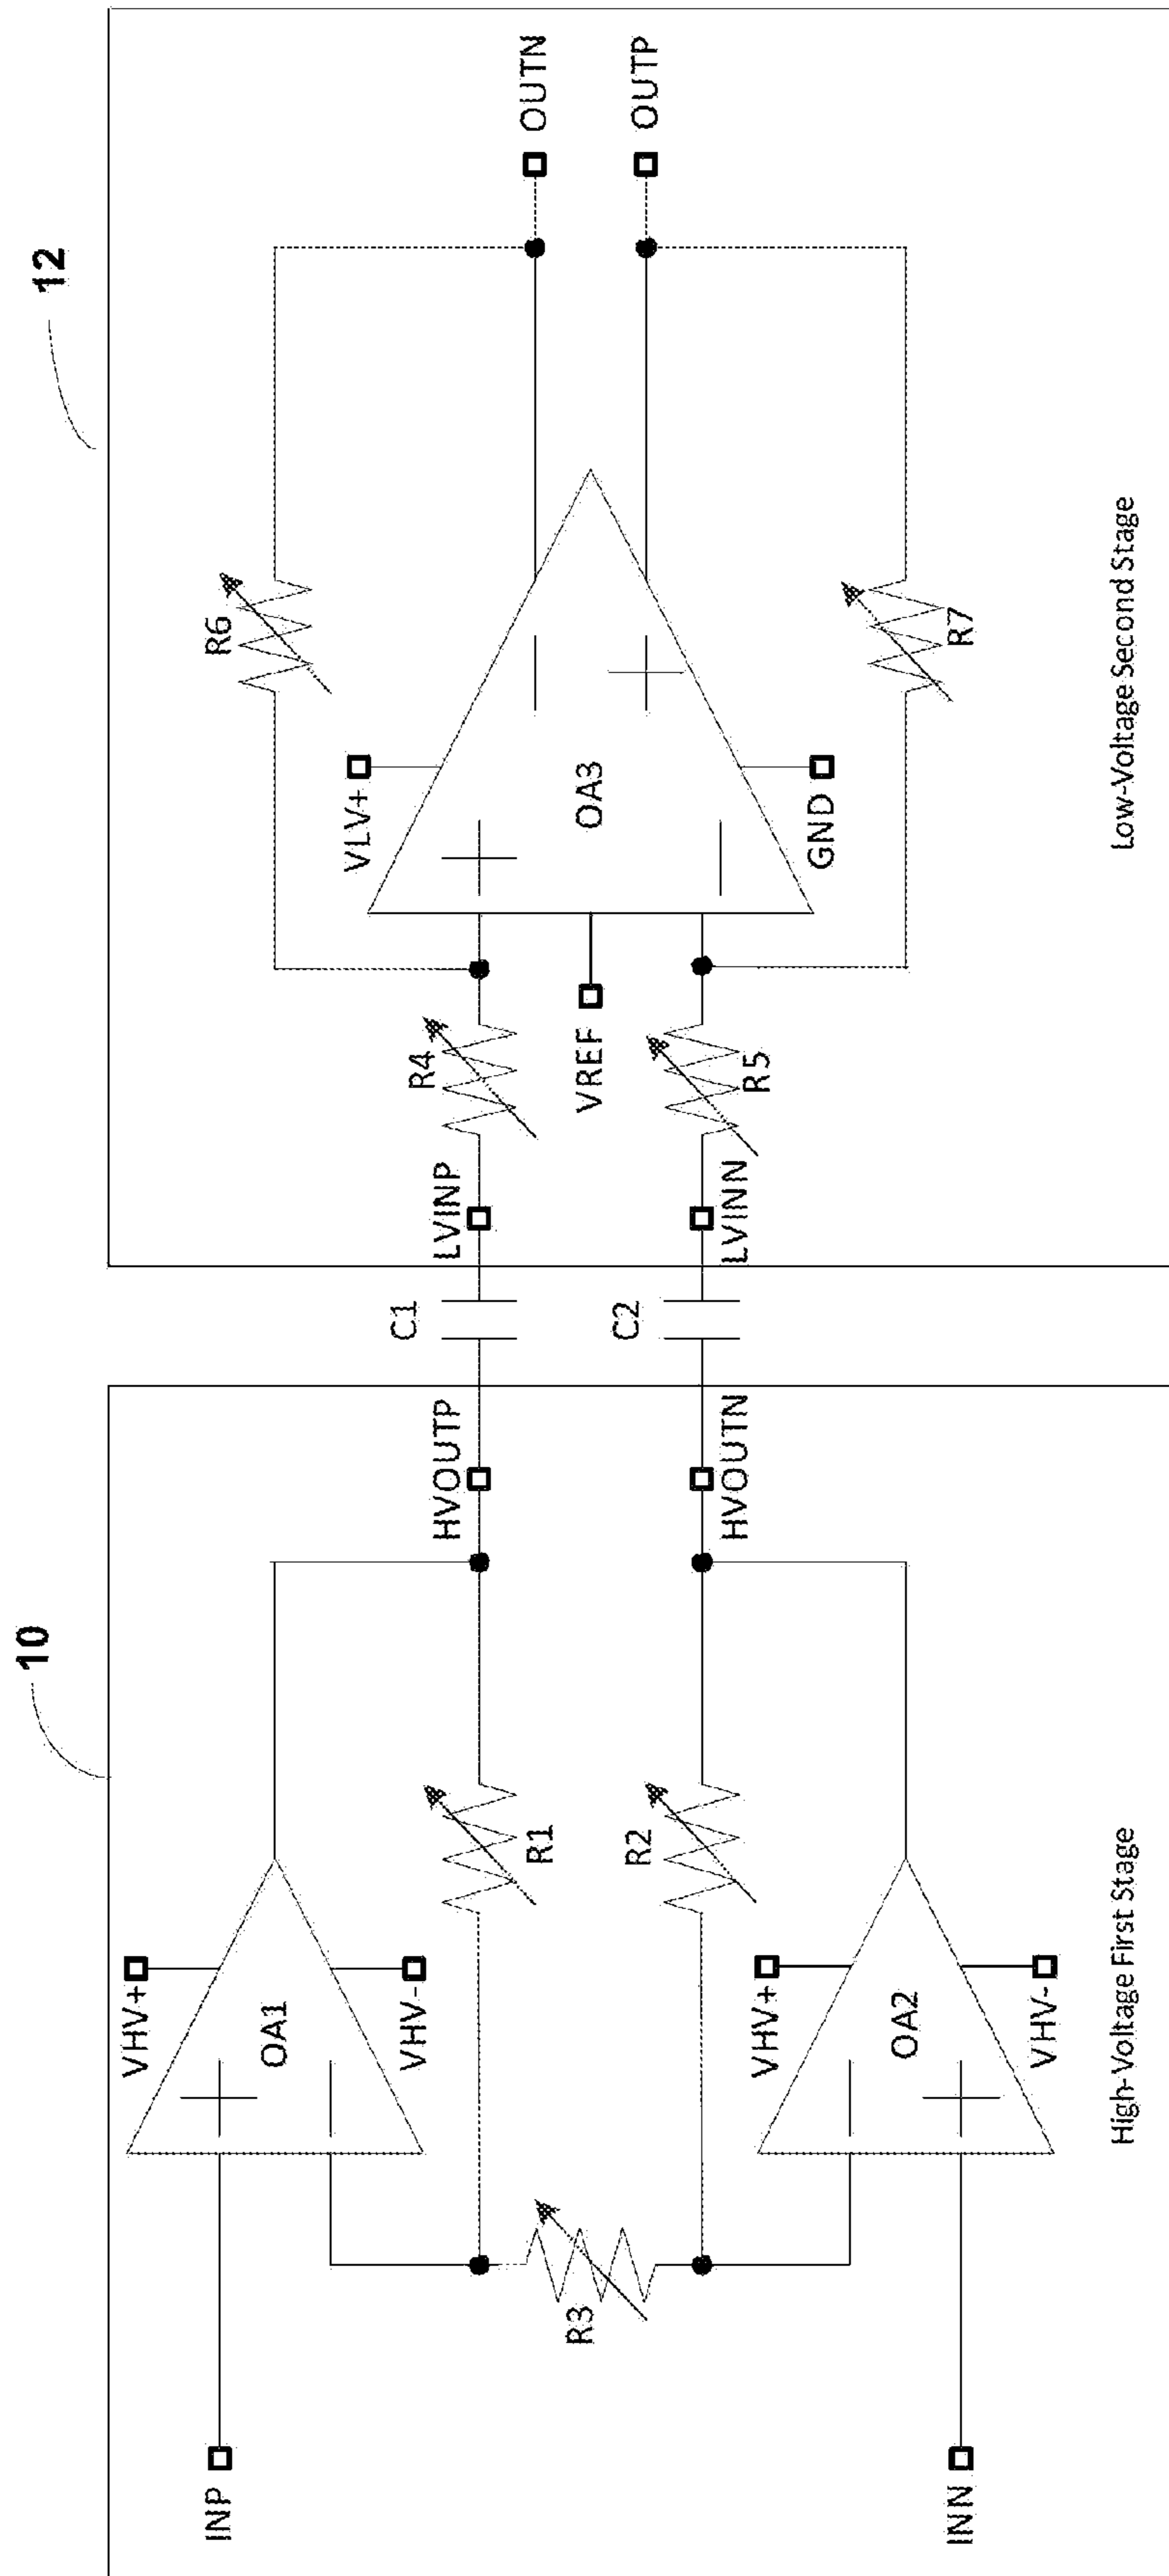 10
12
INP
INN
VHV+
OA1
VHV-
R3
R1
R2
VHV+
OA2
VHV-
HVOUTP
HVOUTN
High-Voltage First Stage
C1
C2
LVINP
LVINN
R4
VREF
R5
VLV+
OA3
GND
R6
R7
OUTN
OUTP
Low-Voltage Second Stage